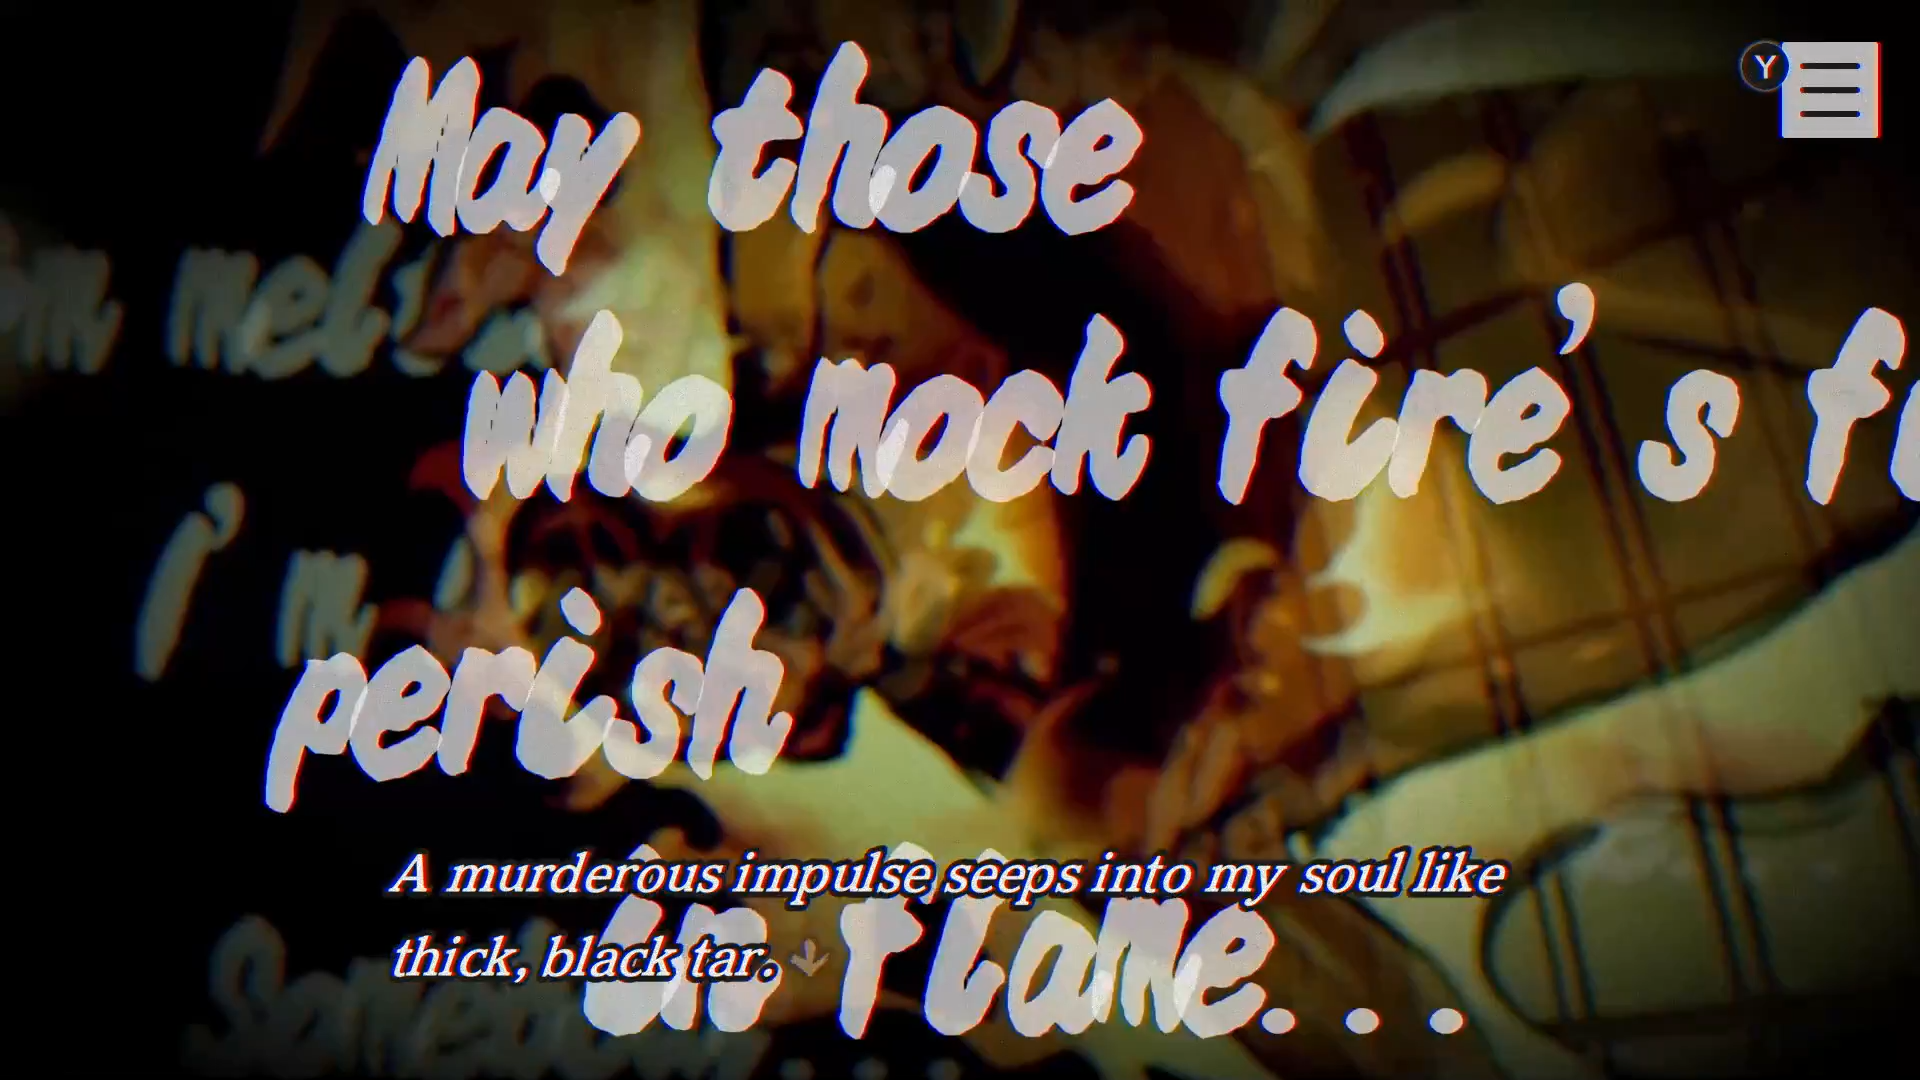 Y
May those
who mock fire's
perish
in flame...
I'm
A murderous impulse seeps into my soul like
thick, black tar.